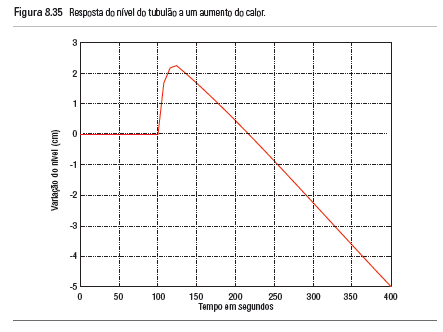 Figura 8.35 Resposta do nível do tubulão a um aumento do calor.
3
2
1
0
-1
-2
-3
-4
-5
Variação do nível (cm)
0 50 100 150 200 250 300 350 400
Tempo em segundos